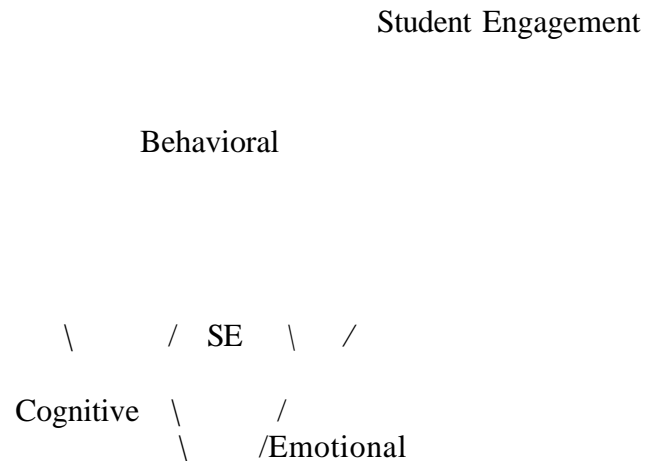 Student Engagement
Behavioral
\ / SE \ /
Cognitive \ /
\ /Emotional